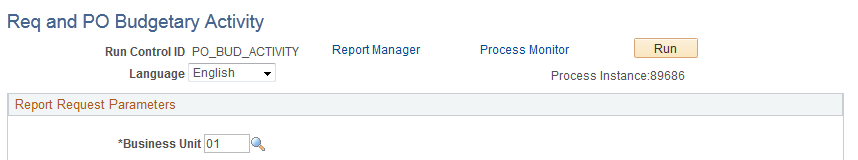 Req and PO Budgetary Activity
Run Control ID PO_BUD_ACTIVITY Report Manager Process Monitor Run
Language English Process Instance:89686
Report Request Parameters
*Business Unit 01